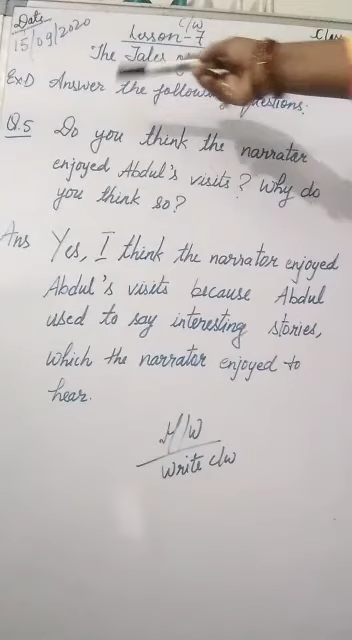 Date
15/09/2020
C/W
Class
Lesson-7
The Tales
Ex.D Answer the following Questions:
Q.5 Do you think the narrator
enjoyed Abdul's visits? Why do
you think so?
Ans Yes, I think the narrator enjoyed
Abdul's visits because Abdul
used to say interesting stories,
which the narrator enjoyed to
hear.
H/W
Write c/w